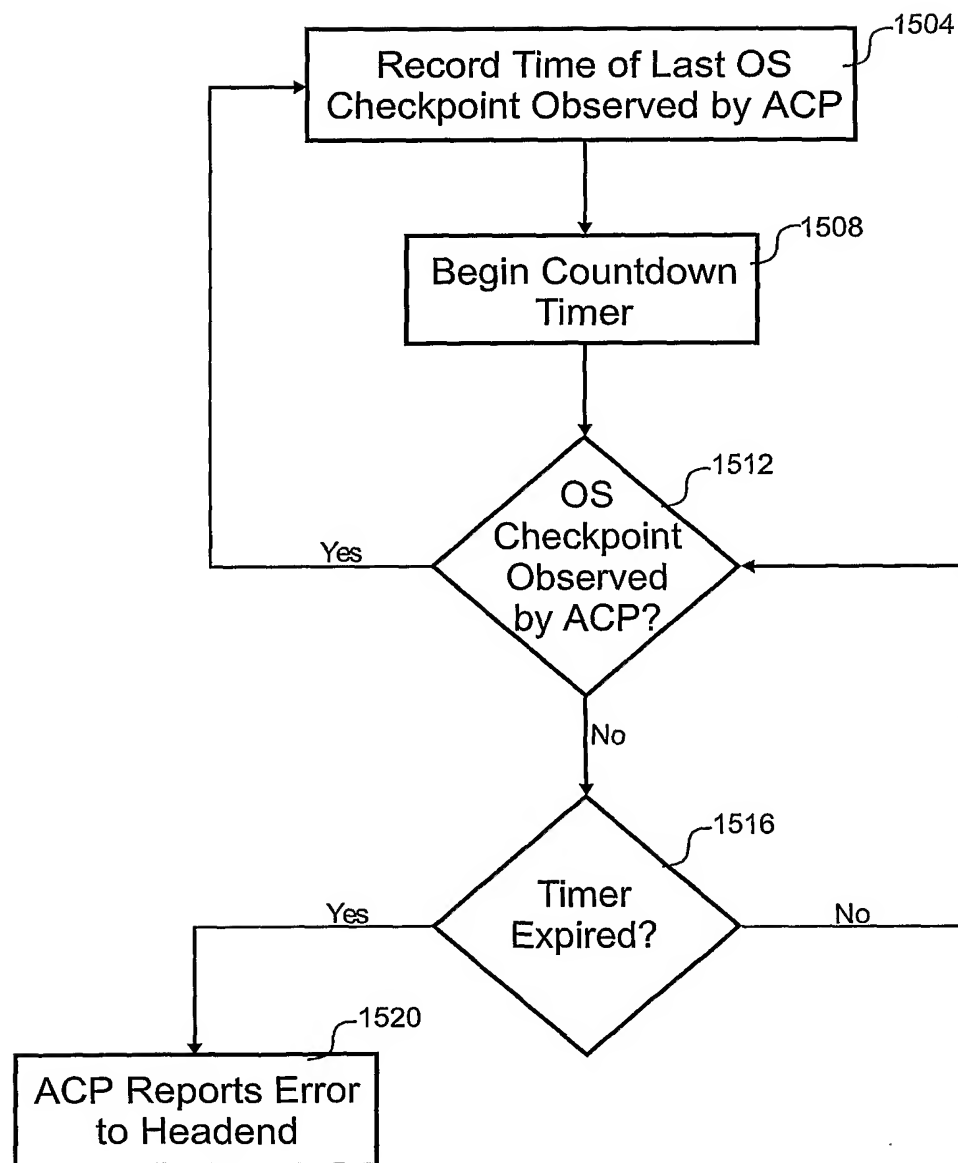 1504
Record Time of Last OS
Checkpoint Observed by ACP
1508
Begin Countdown
Timer
1512
OS
Checkpoint
Observed
by ACP?
Yes
No
1516
Timer
Expired?
Yes
No
1520
ACP Reports Error
to Headend